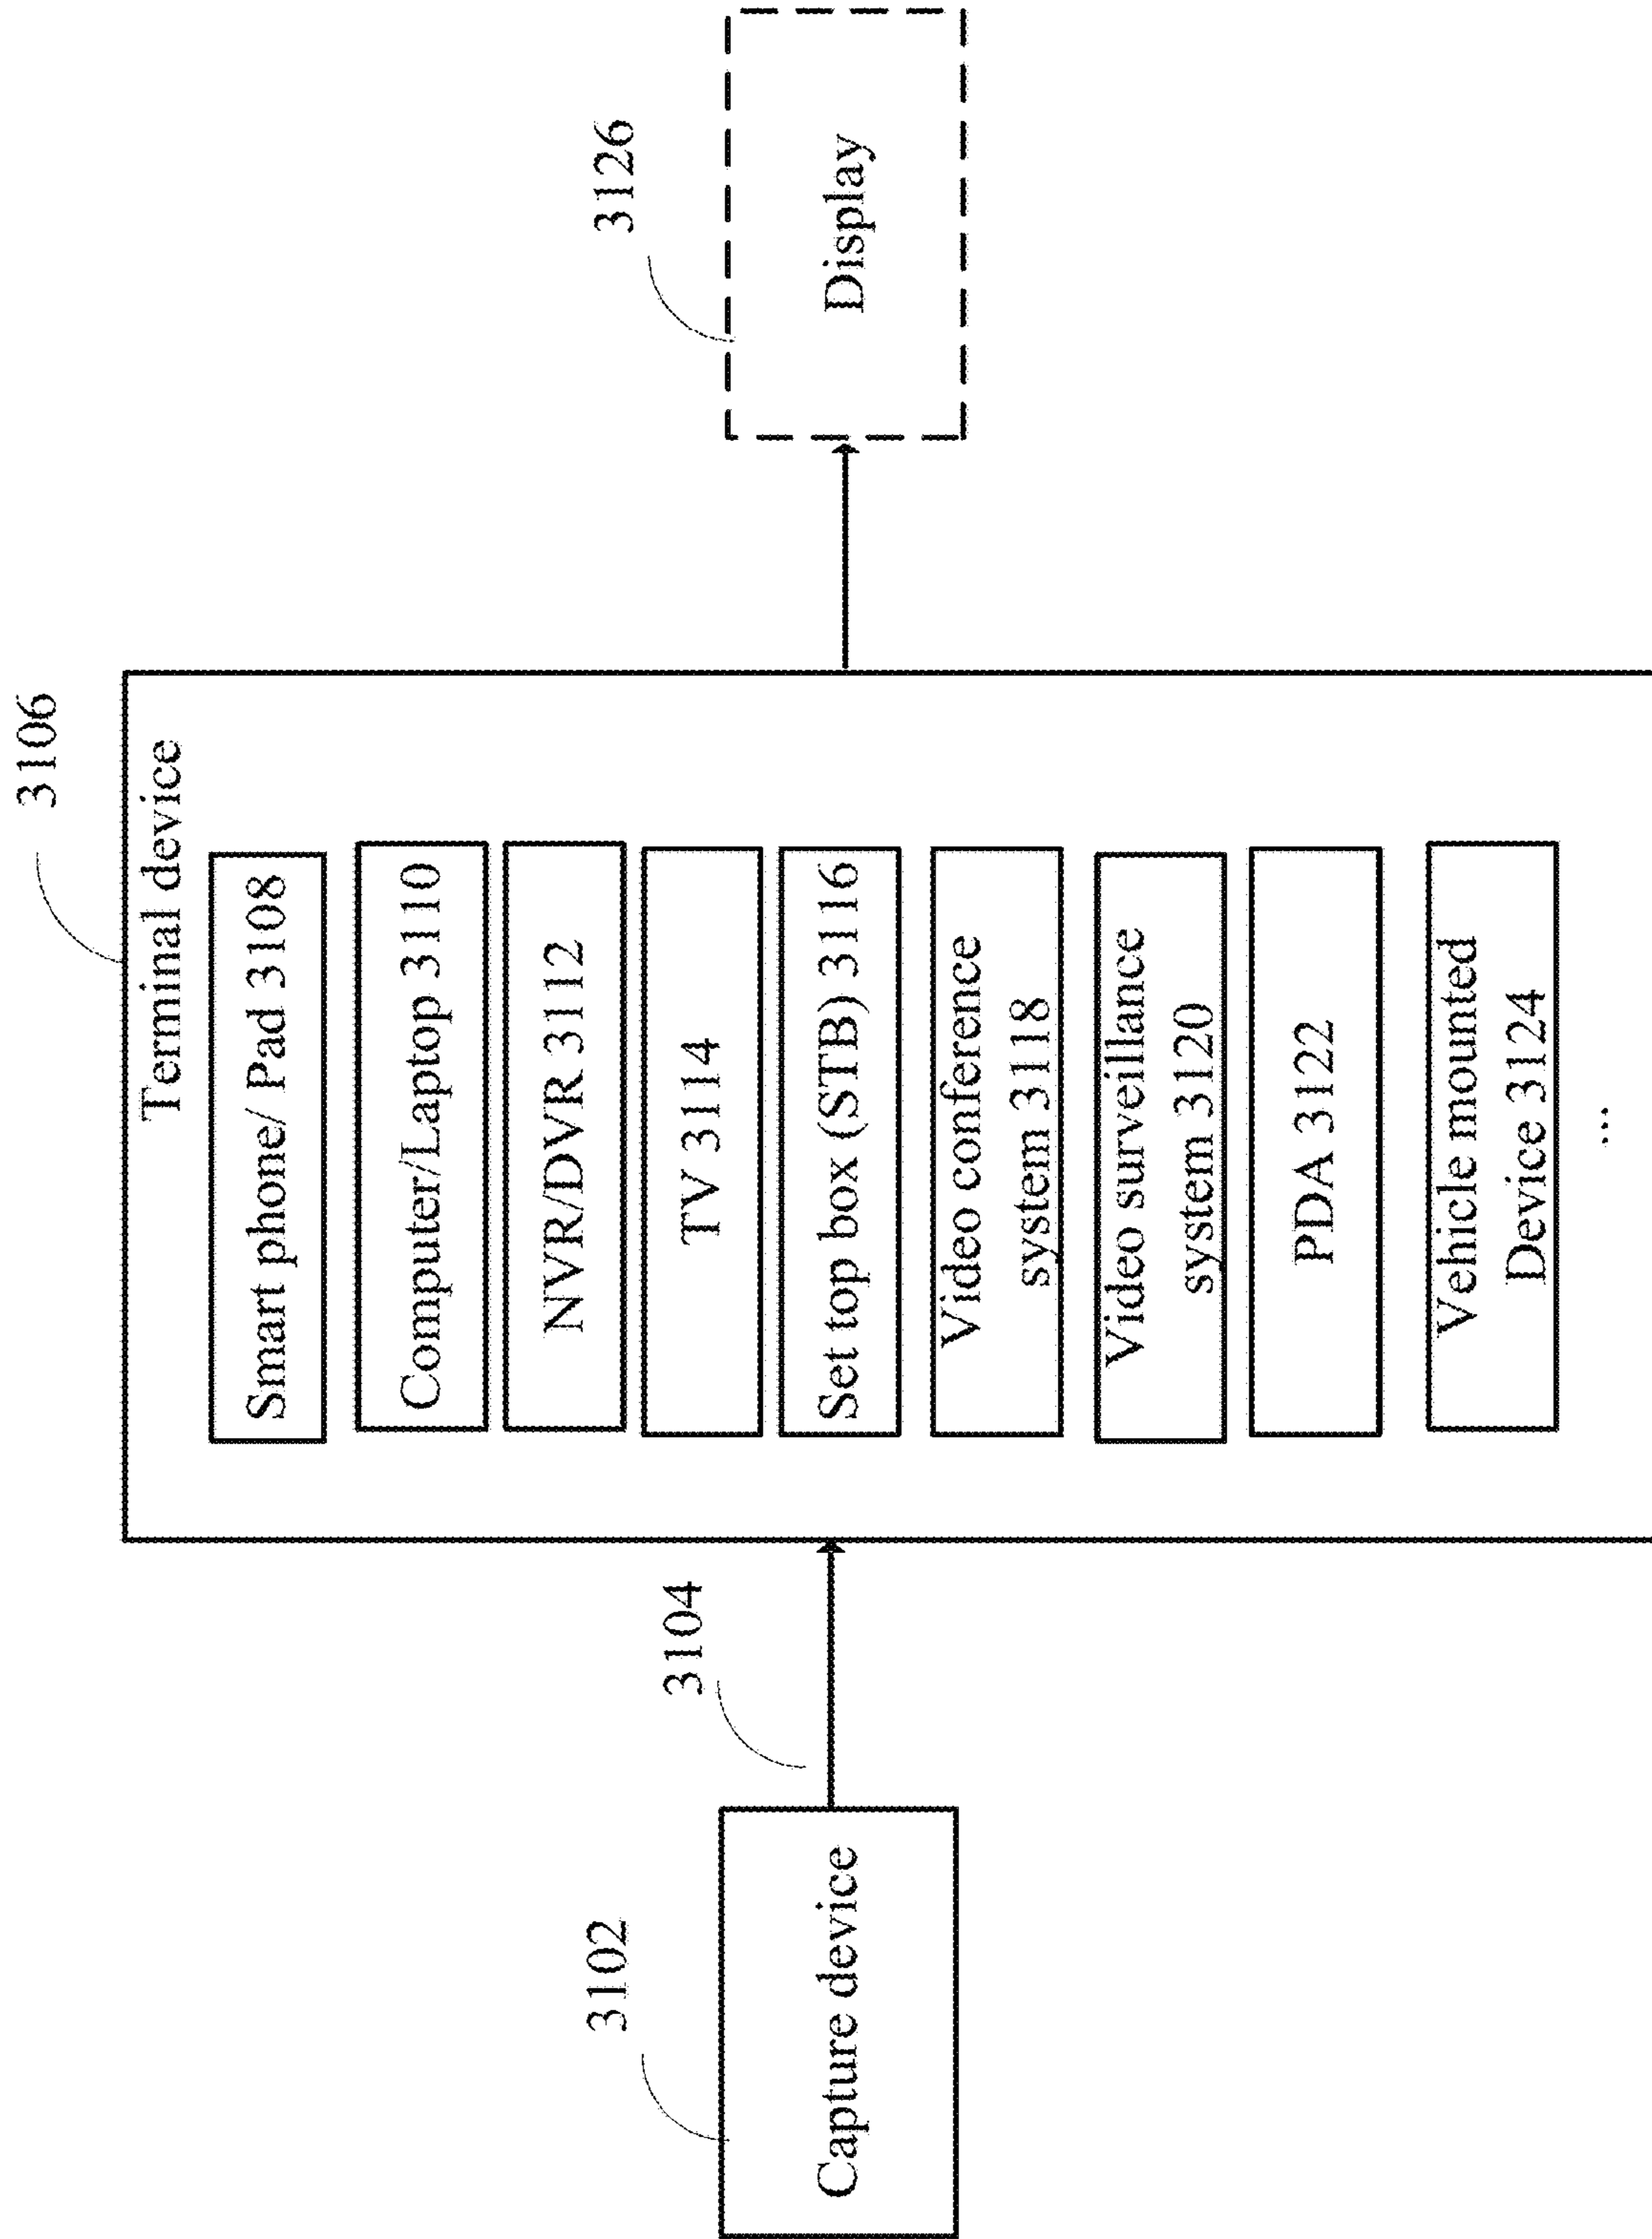 3106
Terminal device
Smart phone/ Pad 3108
Computer/Laptop 3110
NVR/DVR 3112
TV 3114
Set top box (STB) 3116
Video conference
system 3118
Video surveillance
system 3120
PDA 3122
Vehicle mounted
Device 3124
...
3102
Capture device
3104
3126
Display